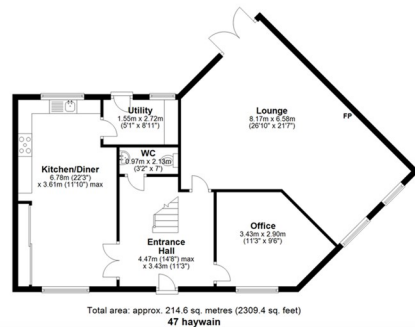 Utility
1.55m x 2.72m
(5'1" x 8'11")
Lounge
8.17m x 6.58m
(26'10" x 21'7")
FP
WC
0.97m x 2.13m
(3'2" x 7')
Kitchen/Diner
6.78m (22'3")
x 3.61m (11'10") max
Office
3.43m x 2.90m
(11'3" x 9'6")
Entrance
Hall
4.47m (14'8") max
x 3.43m (11'3")
Total area: approx. 214.6 sq. metres (2309.4 sq. feet)
47 haywain